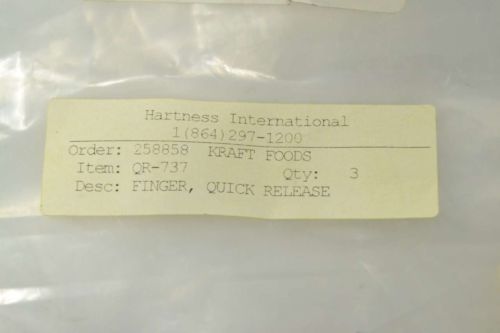 Hartness International
1(864)297-1200
Order: 258858 KRAFT FOODS
Item: QR-737 Qty: 3
Desc: FINGER, QUICK RELEASE